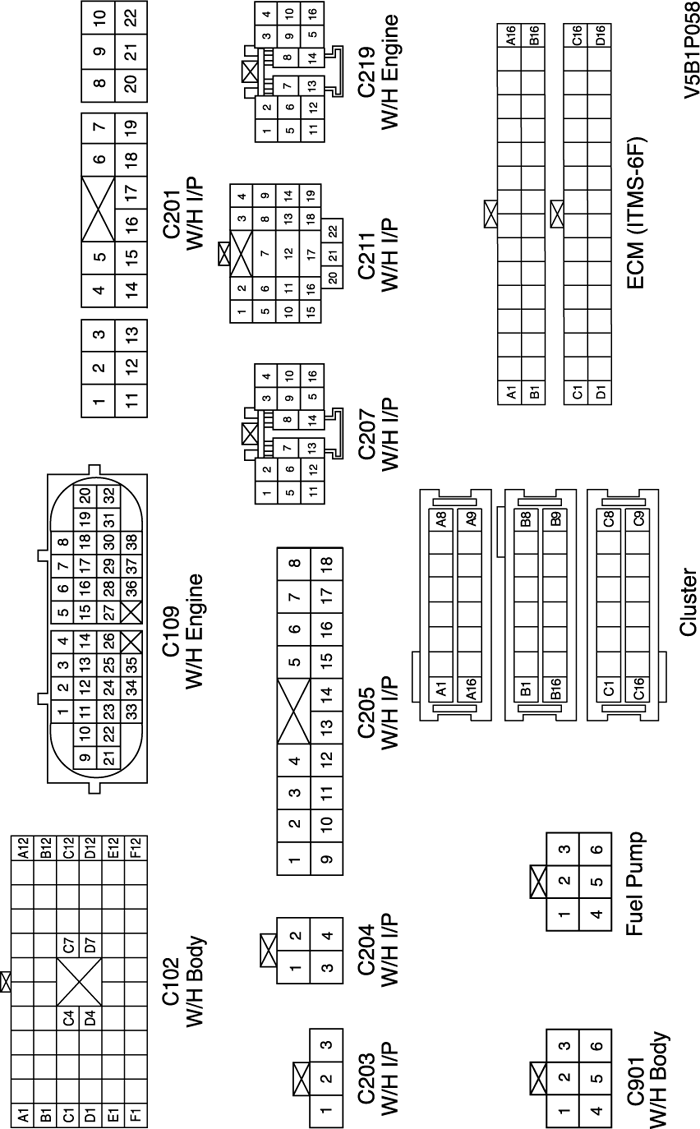 A1 A12
B1 B12
C1 C4 C7 C12
D1 D4 D7 D12
E1 E12
F1 F12
C102
W/H Body
1 2 3 4 5 6 7 8
9 10 11 12 13 14 15 16 17 18 19 20
21 22 23 24 25 26 27 28 29 30 31 32
33 34 35 36 37 38
C109
W/H Engine
1 2 3 4 5 6 7 8 9 10
11 12 13 14 15 16 17 18 19 20 21 22
C201
W/H I/P
1 2 3
C203
W/H I/P
1 2
3 4
C204
W/H I/P
1 2 3 4 5 6 7 8
9 10 11 12 13 14 15 16 17 18
C205
W/H I/P
1 2 3 4
5 6 7 8 9 10
11 12 13 14 5 16
C207
W/H I/P
1 2 3 4
5 6 7 8 9
10 11 12 13 14
15 16 17 18 19
20 21 22
C211
W/H I/P
1 2 3 4
5 6 7 8 9 10
11 12 13 14 5 16
C219
W/H Engine
1 2 3
4 5 6
C901
W/H Body
1 2 3
4 5 6
Fuel Pump
A1 A8
A16 A9
B1 B8
B16 B9
C1 C8
C16 C9
Cluster
A1 A16
B1 B16
C1 C16
D1 D16
ECM (ITMS-6F)
V5B1P058